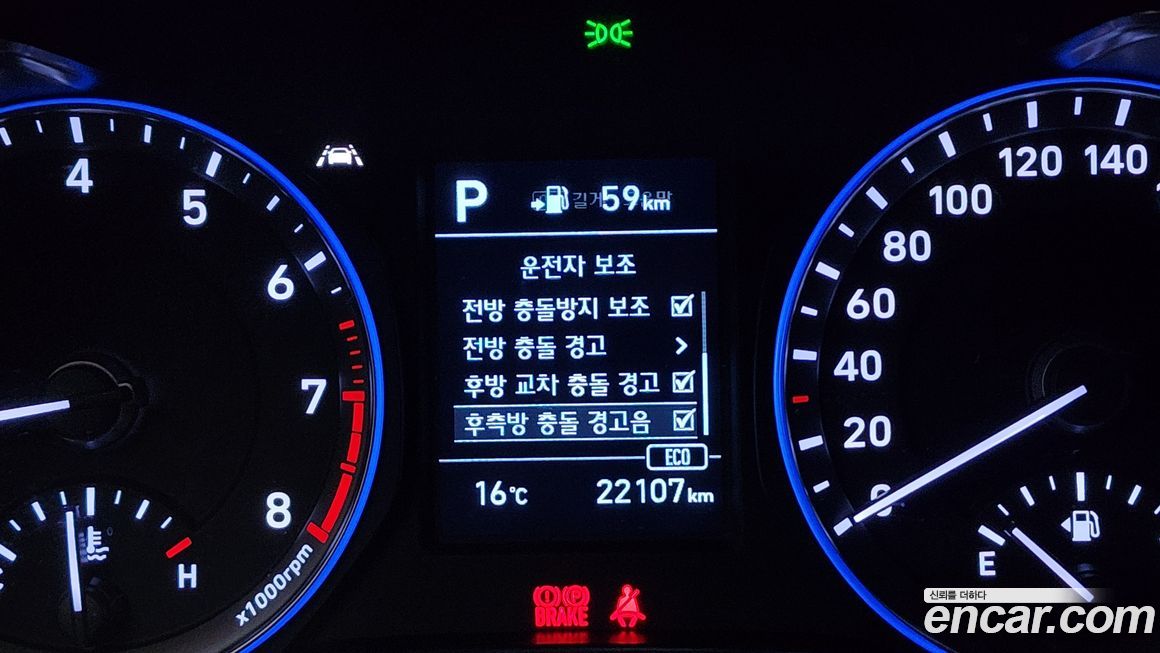 4
5
6
7
8
x1000rpm
H
P 59km
운전자 보조
전방 충돌방지 보조
전방 충돌 경고
후방 교차 충돌 경고
후측방 충돌 경고음
ECO
16℃ 22107km
BRAKE
0
20
40
60
80
100
120
140
E
신뢰를 더하다
encar.com